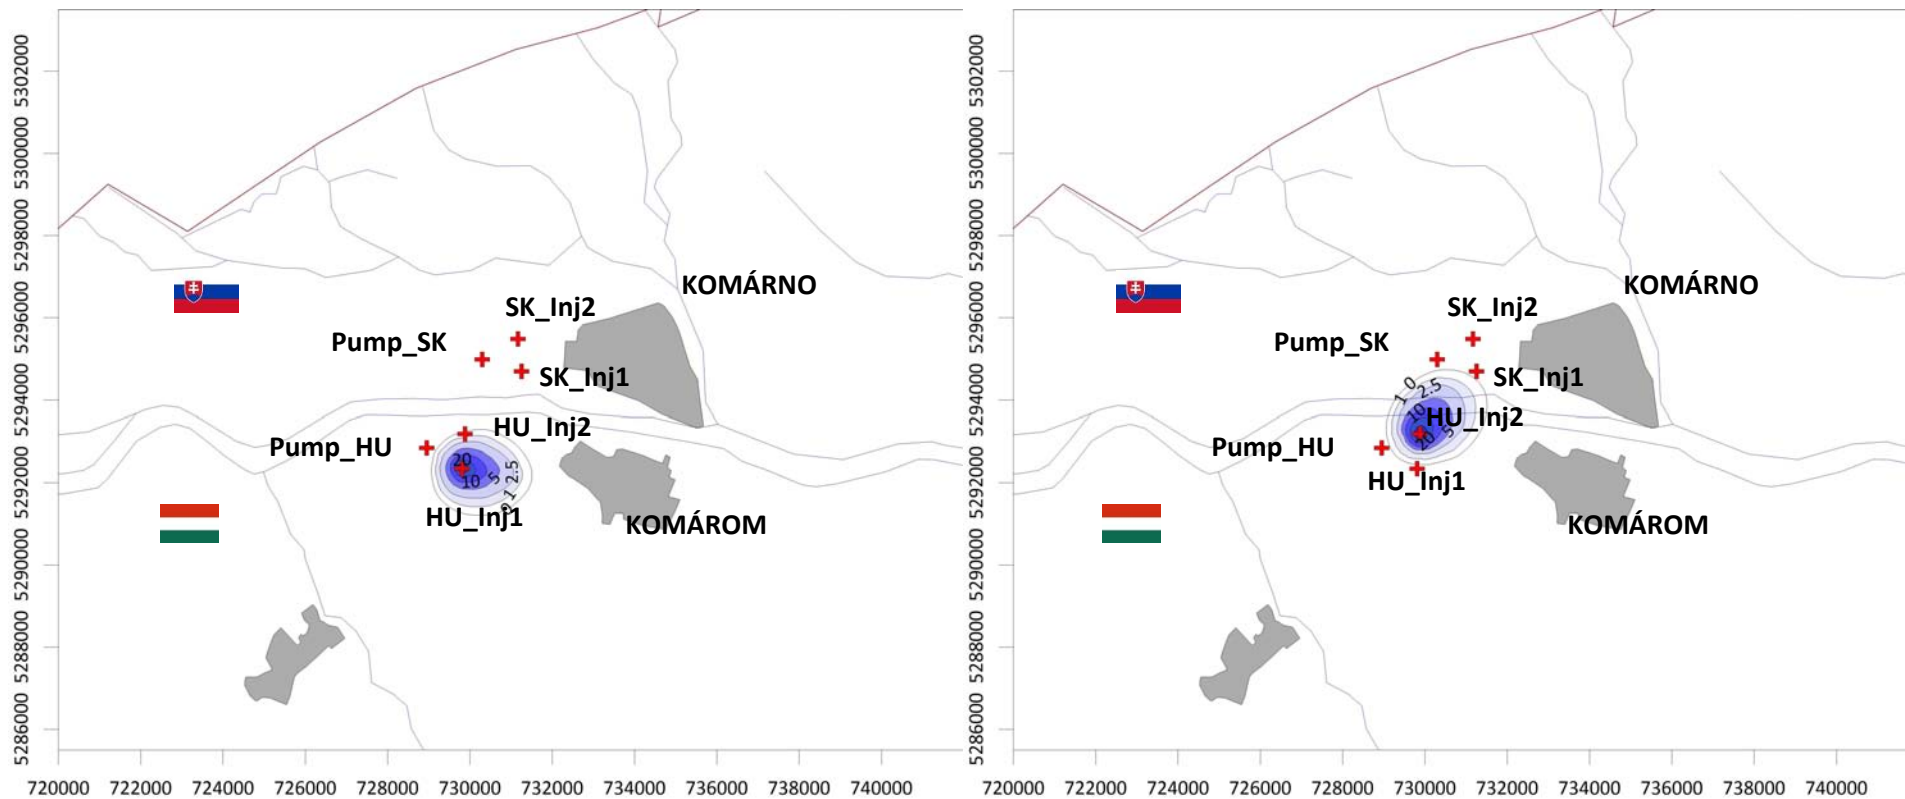 5302000
5300000
5298000
5296000
5294000
5292000
5290000
5288000
5286000
KOMÁRNO
SK_Inj2
Pump_SK
SK_Inj1
HU_Inj2
Pump_HU
20
10
5
2.5
1
0
HU_Inj1
KOMÁROM
720000 722000 724000 726000 728000 730000 732000 734000 736000 738000 740000
5302000
5300000
5298000
5296000
5294000
5292000
5290000
5288000
5286000
KOMÁRNO
SK_Inj2
Pump_SK
SK_Inj1
0
1
2.5
10
HU_Inj2
20
5
Pump_HU
HU_Inj1
KOMÁROM
720000 722000 724000 726000 728000 730000 732000 734000 736000 738000 740000